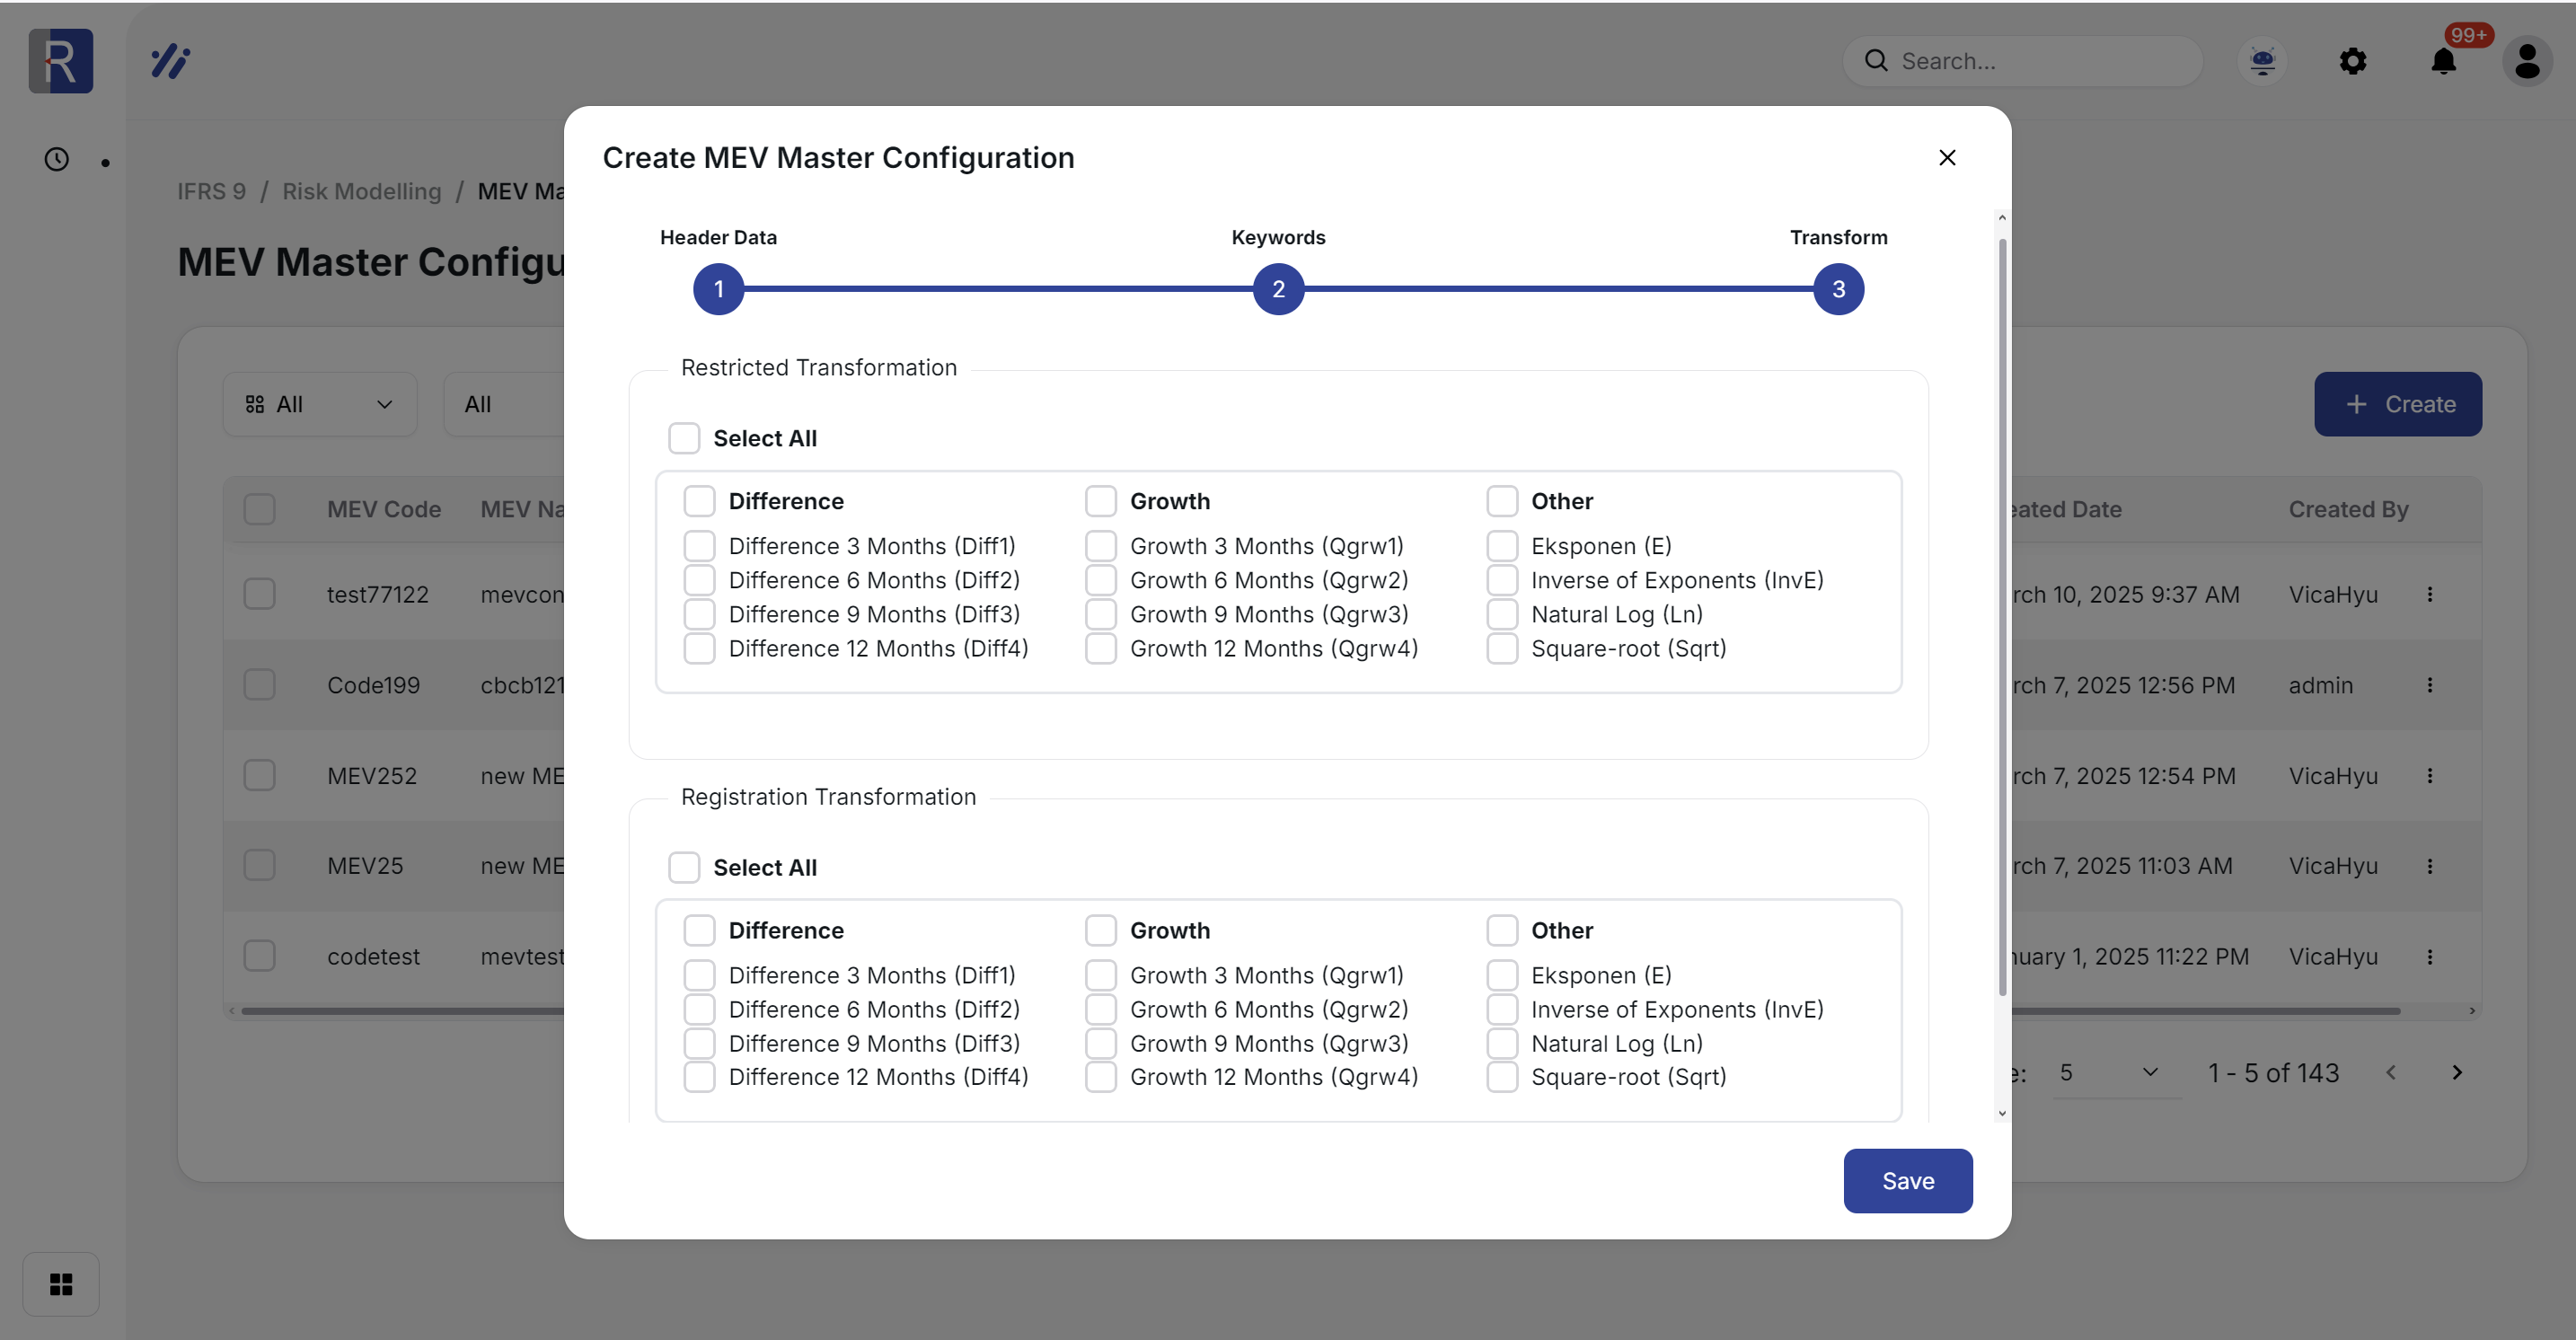 R
Search...
99+
IFRS 9 / Risk Modelling / MEV Ma
MEV Master Configu
All
All
Create
MEV Code MEV Na
eated Date Created By
test77122 mevcon
rch 10, 2025 9:37 AM VicaHyu
Code199 cbcb121
rch 7, 2025 12:56 PM admin
MEV252 new ME
rch 7, 2025 12:54 PM VicaHyu
MEV25 new ME
rch 7, 2025 11:03 AM VicaHyu
codetest mevtest
nuary 1, 2025 11:22 PM VicaHyu
e: 5 1 - 5 of 143
Create MEV Master Configuration
Header Data Keywords Transform
1 2 3
Restricted Transformation
Select All
Difference Growth Other
Difference 3 Months (Diff1) Growth 3 Months (Qgrw1) Eksponen (E)
Difference 6 Months (Diff2) Growth 6 Months (Qgrw2) Inverse of Exponents (InvE)
Difference 9 Months (Diff3) Growth 9 Months (Qgrw3) Natural Log (Ln)
Difference 12 Months (Diff4) Growth 12 Months (Qgrw4) Square-root (Sqrt)
Registration Transformation
Select All
Difference Growth Other
Difference 3 Months (Diff1) Growth 3 Months (Qgrw1) Eksponen (E)
Difference 6 Months (Diff2) Growth 6 Months (Qgrw2) Inverse of Exponents (InvE)
Difference 9 Months (Diff3) Growth 9 Months (Qgrw3) Natural Log (Ln)
Difference 12 Months (Diff4) Growth 12 Months (Qgrw4) Square-root (Sqrt)
Save